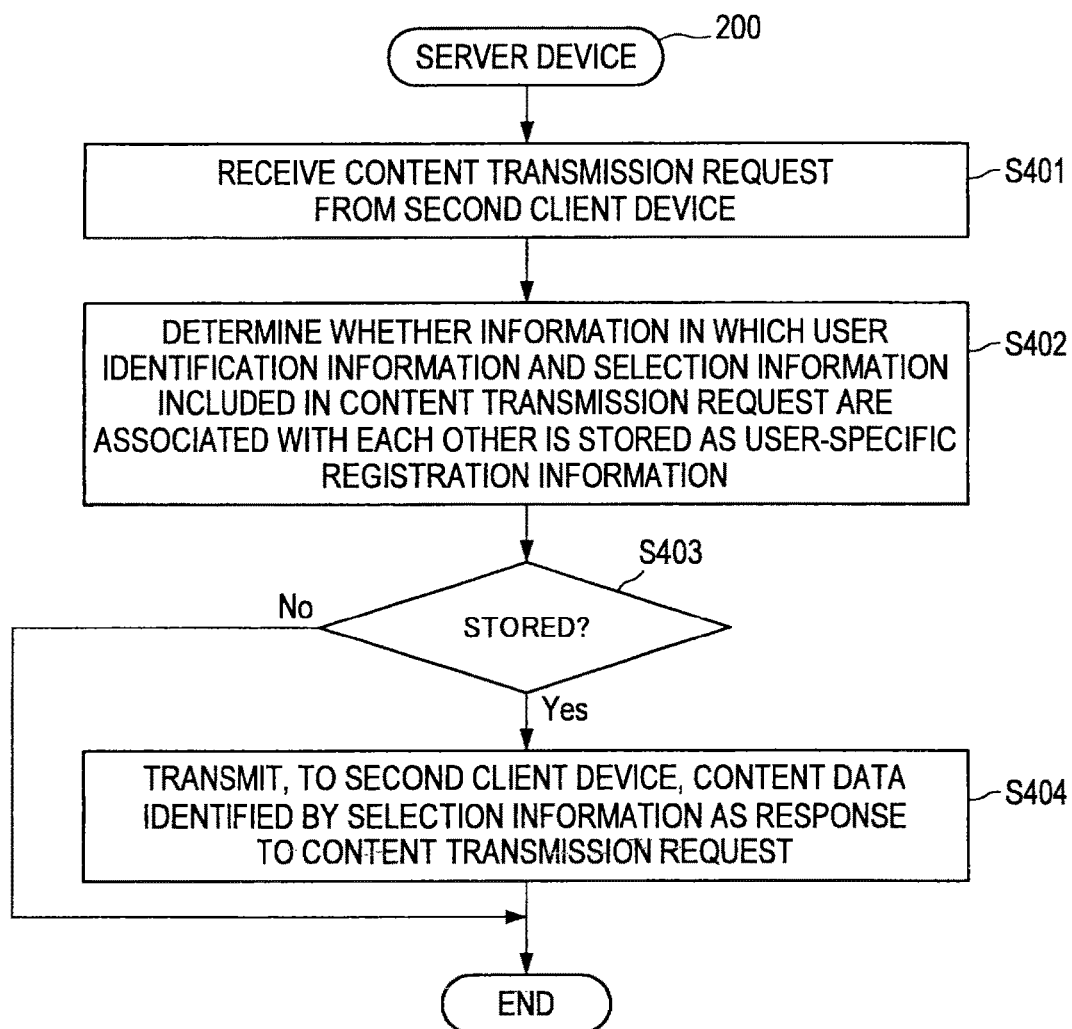 200
SERVER DEVICE
RECEIVE CONTENT TRANSMISSION REQUEST
FROM SECOND CLIENT DEVICE
S401
DETERMINE WHETHER INFORMATION IN WHICH USER
IDENTIFICATION INFORMATION AND SELECTION INFORMATION
INCLUDED IN CONTENT TRANSMISSION REQUEST ARE
ASSOCIATED WITH EACH OTHER IS STORED AS USER-SPECIFIC
REGISTRATION INFORMATION
S402
S403
STORED?
No
Yes
TRANSMIT, TO SECOND CLIENT DEVICE, CONTENT DATA
IDENTIFIED BY SELECTION INFORMATION AS RESPONSE
TO CONTENT TRANSMISSION REQUEST
S404
END